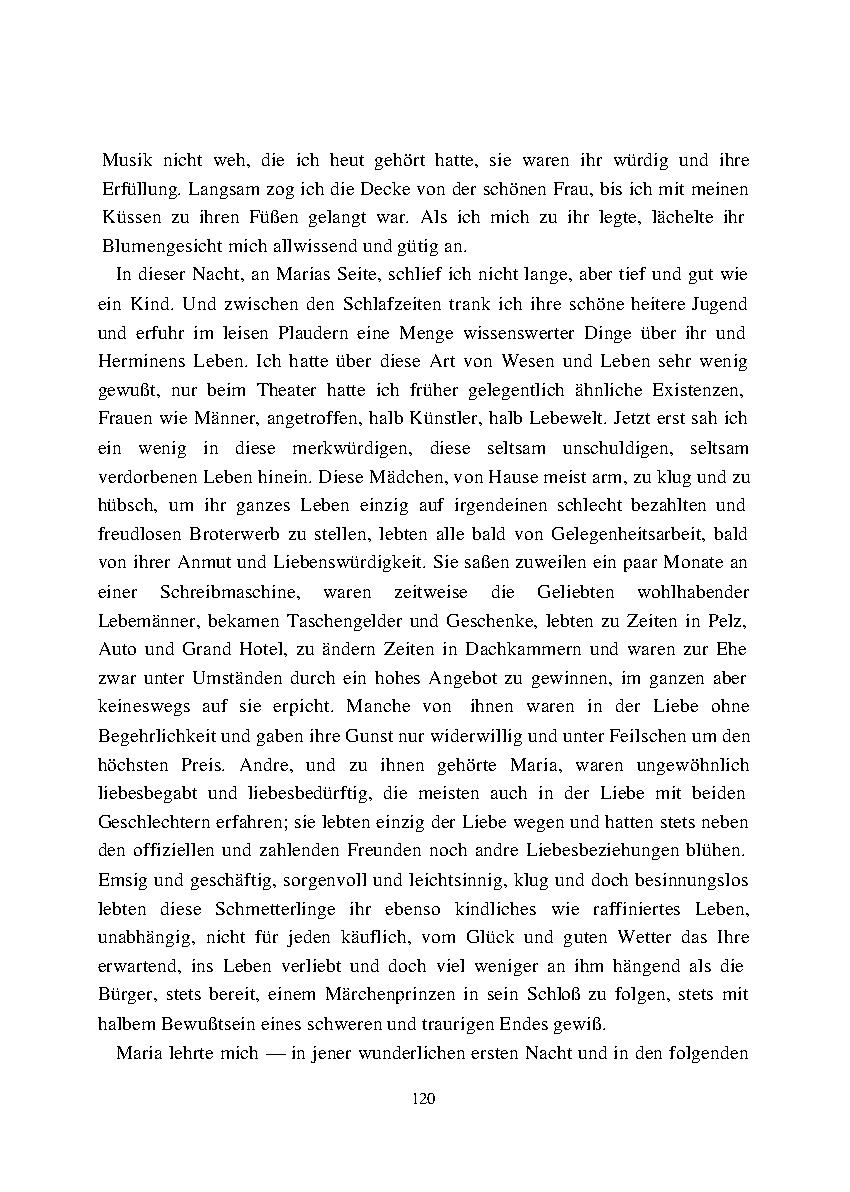 Musik nicht weh, die ich heut gehört hatte, sie waren ihr würdig und ihre
Erfüllung. Langsam zog ich die Decke von der schönen Frau, bis ich mit meinen
Küssen zu ihren Füßen gelangt war. Als ich mich zu ihr legte, lächelte ihr
Blumengesicht mich allwissend und gütig an.
In dieser Nacht, an Marias Seite, schlief ich nicht lange, aber tief und gut wie
ein Kind. Und zwischen den Schlafzeiten trank ich ihre schöne heitere Jugend
und erfuhr im leisen Plaudern eine Menge wissenswerter Dinge über ihr und
Herminens Leben. Ich hatte über diese Art von Wesen und Leben sehr wenig
gewußt, nur beim Theater hatte ich früher gelegentlich ähnliche Existenzen,
Frauen wie Männer, angetroffen, halb Künstler, halb Lebewelt. Jetzt erst sah ich
ein wenig in diese merkwürdigen, diese seltsam unschuldigen, seltsam
verdorbenen Leben hinein. Diese Mädchen, von Hause meist arm, zu klug und zu
hübsch, um ihr ganzes Leben einzig auf irgendeinen schlecht bezahlten und
freudlosen Broterwerb zu stellen, lebten alle bald von Gelegenheitsarbeit, bald
von ihrer Anmut und Liebenswürdigkeit. Sie saßen zuweilen ein paar Monate an
einer Schreibmaschine, waren zeitweise die Geliebten wohlhabender
Lebemänner, bekamen Taschengelder und Geschenke, lebten zu Zeiten in Pelz,
Auto und Grand Hotel, zu ändern Zeiten in Dachkammern und waren zur Ehe
zwar unter Umständen durch ein hohes Angebot zu gewinnen, im ganzen aber
keineswegs auf sie erpicht. Manche von ihnen waren in der Liebe ohne
Begehrlichkeit und gaben ihre Gunst nur widerwillig und unter Feilschen um den
höchsten Preis. Andre, und zu ihnen gehörte Maria, waren ungewöhnlich
liebesbegabt und liebesbedürftig, die meisten auch in der Liebe mit beiden
Geschlechtern erfahren; sie lebten einzig der Liebe wegen und hatten stets neben
den offiziellen und zahlenden Freunden noch andre Liebesbeziehungen blühen.
Emsig und geschäftig, sorgenvoll und leichtsinnig, klug und doch besinnungslos
lebten diese Schmetterlinge ihr ebenso kindliches wie raffiniertes Leben,
unabhängig, nicht für jeden käuflich, vom Glück und guten Wetter das Ihre
erwartend, ins Leben verliebt und doch viel weniger an ihm hängend als die
Bürger, stets bereit, einem Märchenprinzen in sein Schloß zu folgen, stets mit
halbem Bewußtsein eines schweren und traurigen Endes gewiß.
Maria lehrte mich — in jener wunderlichen ersten Nacht und in den folgenden
120